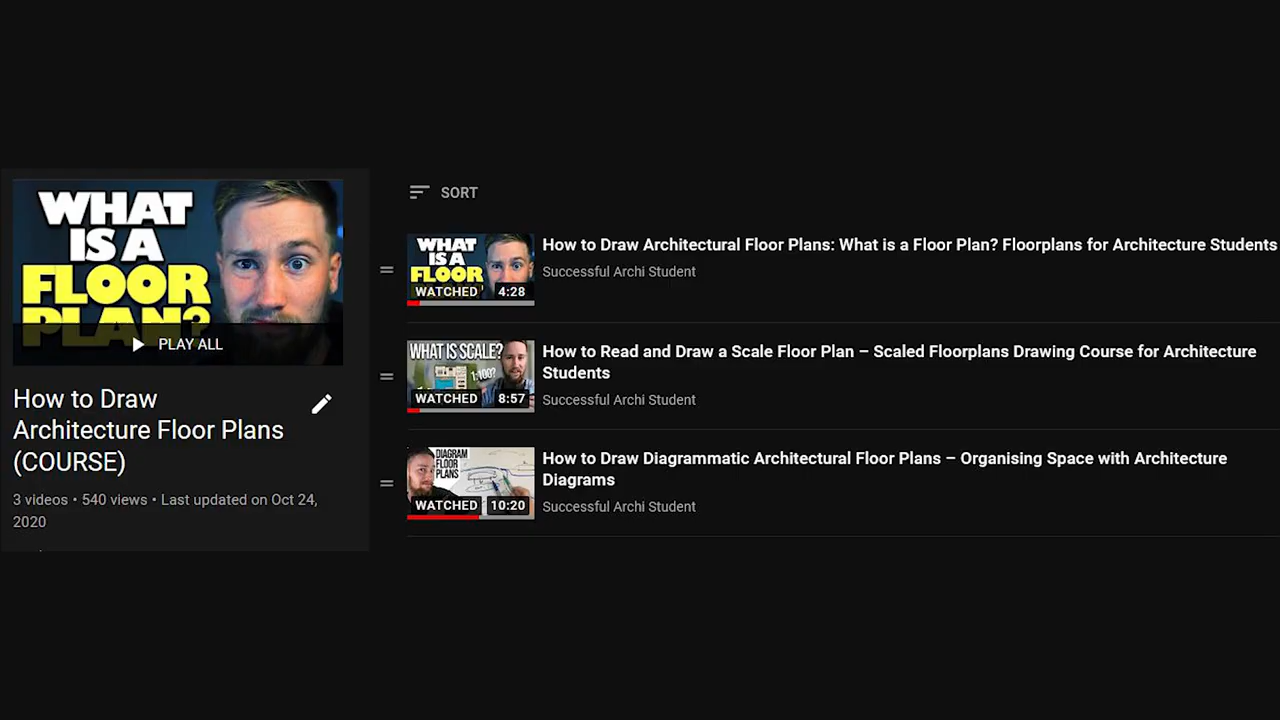 WHAT
IS A
FLOOR
PLAN?
PLAY ALL
How to Draw
Architecture Floor Plans
(COURSE)
3 videos • 540 views • Last updated on Oct 24,
2020
SORT
WHAT
IS A
FLOOR
WATCHED 4:28
How to Draw Architectural Floor Plans: What is a Floor Plan? Floorplans for Architecture Students
Successful Archi Student
WHAT IS SCALE?
1:100?
WATCHED 8:57
How to Read and Draw a Scale Floor Plan – Scaled Floorplans Drawing Course for Architecture
Students
Successful Archi Student
DIAGRAM
FLOOR
PLANS
WATCHED 10:20
How to Draw Diagrammatic Architectural Floor Plans – Organising Space with Architecture
Diagrams
Successful Archi Student